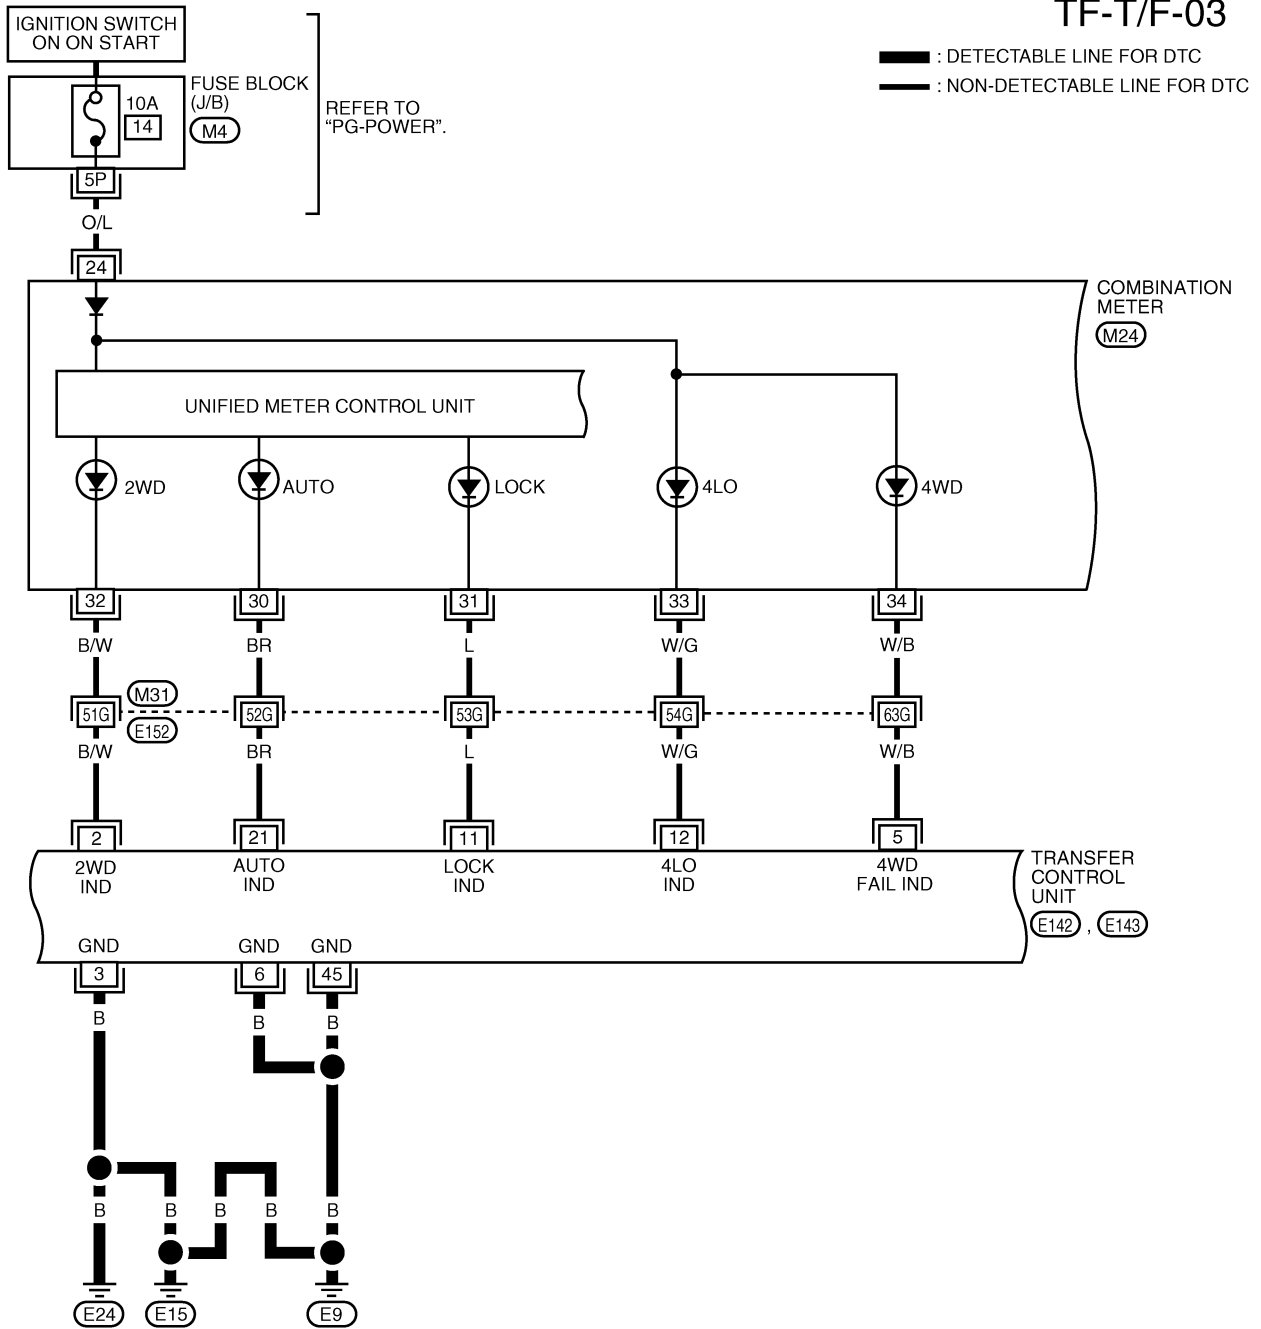 TF-T/F-03
IGNITION SWITCH
ON OR START
: DETECTABLE LINE FOR DTC
: NON-DETECTABLE LINE FOR DTC
FUSE BLOCK
(J/B)
M4
10A
14
REFER TO
“PG-POWER”.
5P
O/L
24
COMBINATION
METER
M24
UNIFIED METER CONTROL UNIT
2WD AUTO LOCK 4LO 4WD
32 30 31 33 34
B/W BR L W/G W/B
M31
51G 52G 53G 54G 63G
E152
B/W BR L W/G W/B
2 21 11 12 5
2WD
IND
AUTO
IND
LOCK
IND
4LO
IND
4WD
FAIL IND
TRANSFER
CONTROL
UNIT
E142 , E143
GND GND GND
3 6 45
B B B
B B B B B
E24 E15 E9